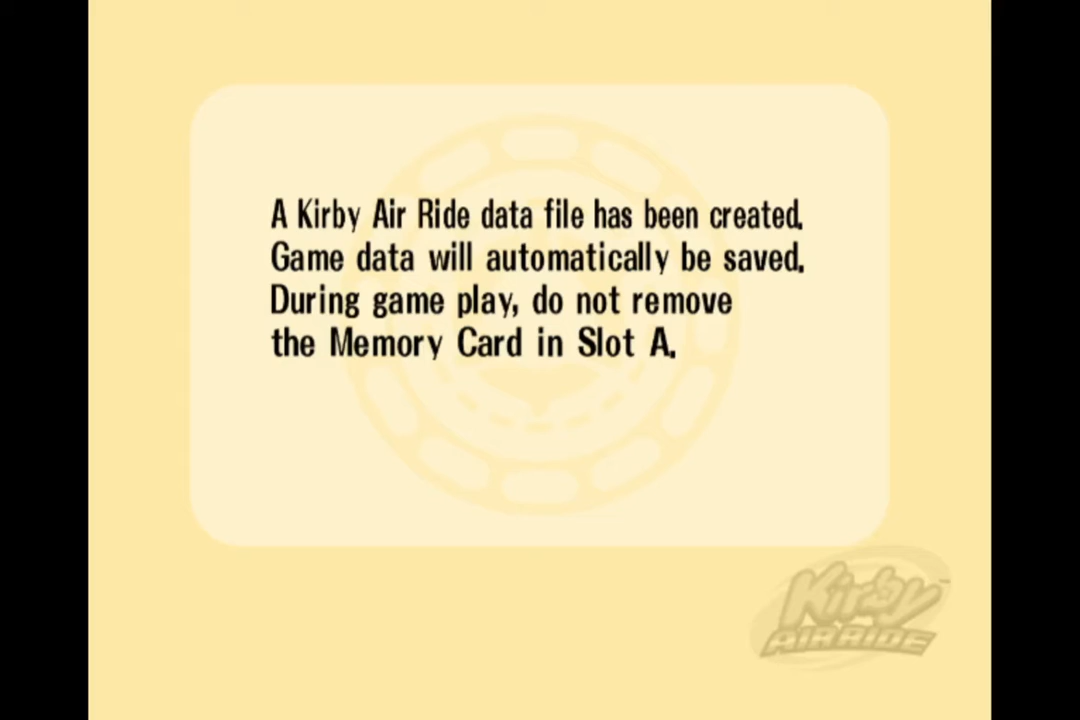 A Kirby Air Ride data file has been created.
Game data will automatically be saved.
During game play, do not remove
the Memory Card in Slot A.
Kirby
AIR RIDE
TM